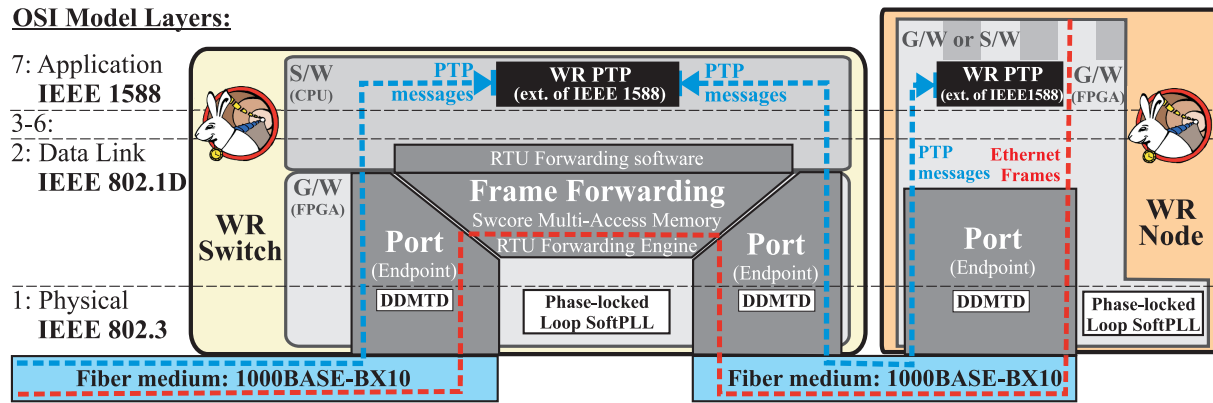 OSI Model Layers:
7: Application
IEEE 1588
3-6:
2: Data Link
IEEE 802.1D
1: Physical
IEEE 802.3
WR
Switch
S/W
(CPU)
PTP
messages
WR PTP
(ext. of IEEE 1588)
PTP
messages
RTU Forwarding software
G/W
(FPGA)
Frame Forwarding
Swcore Multi-Access Memory
RTU Forwarding Engine
Port
(Endpoint)
DDMTD
Phase-locked
Loop SoftPLL
Port
(Endpoint)
DDMTD
G/W or S/W
WR PTP
(ext. of IEEE1588)
G/W
(FPGA)
PTP
messages
Ethernet
Frames
WR
Node
Port
(Endpoint)
DDMTD
Phase-locked
Loop SoftPLL
Fiber medium: 1000BASE-BX10
Fiber medium: 1000BASE-BX10